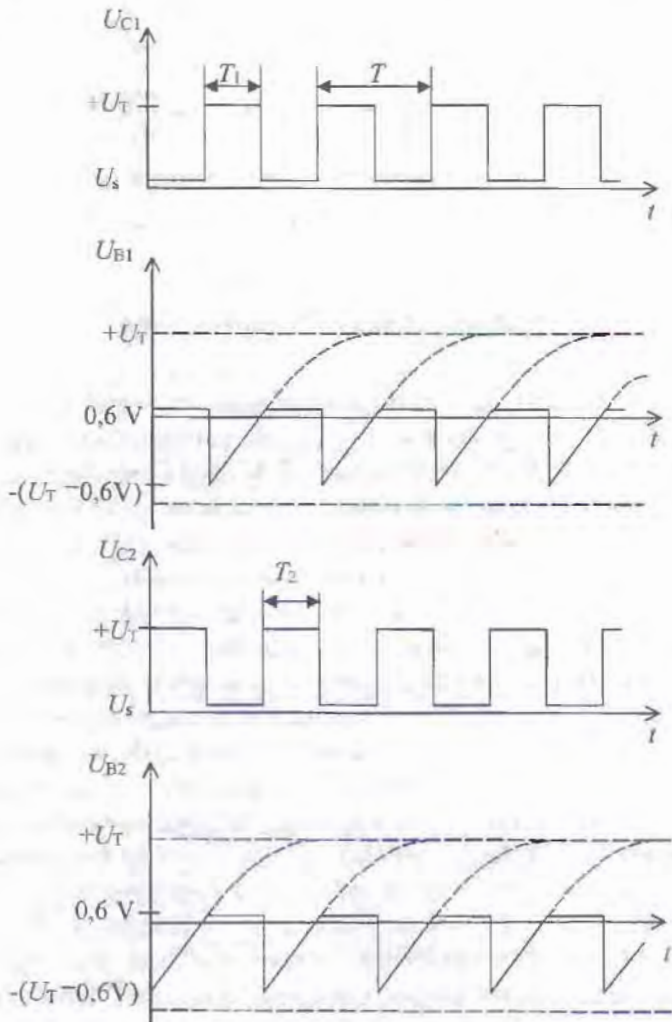 U_C1
T_1
T
+U_T
U_s
t
U_B1
+U_T
0,6 V
t
-(U_T-0,6V)
U_C2
T_2
+U_T
U_s
t
U_B2
+U_T
0,6 V
t
-(U_T-0,6V)